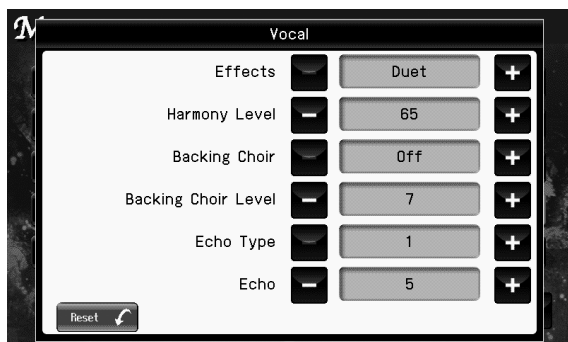 M
Vocal
Effects - Duet +
Harmony Level - 65 +
Backing Choir - Off +
Backing Choir Level - 7 +
Echo Type - 1 +
Echo - 5 +
Reset